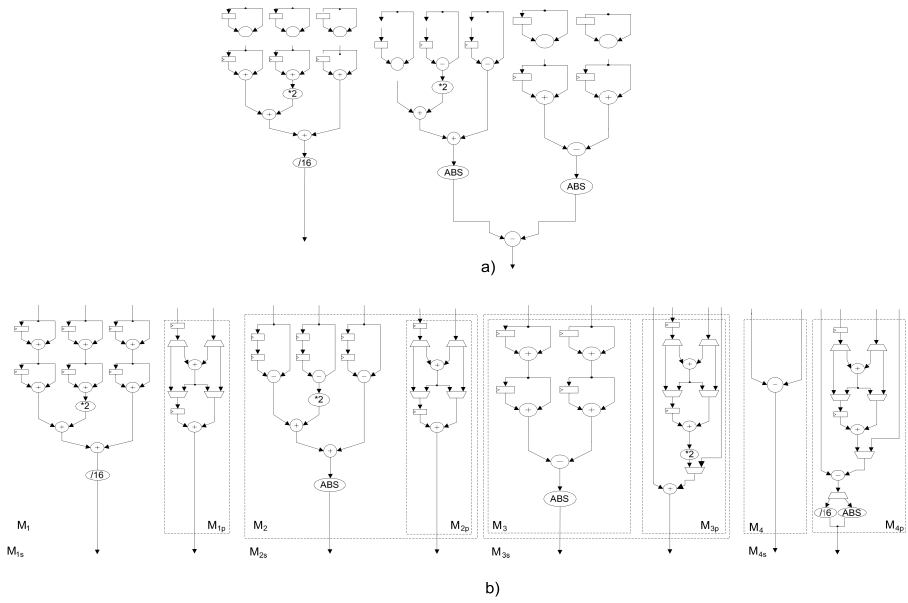 + + +
*2
+
+
/16
− −
*2
+
+
ABS
+ +
−
ABS
−
a)
+ + +
+ + +
*2
+
+
/16
M1
M1s
+
+
M1p
− − −
*2
+
+
ABS
M2
M2s
+
+
M2p
+ +
+ +
−
ABS
M3
M3s
+
+
*2
+
M3p
−
M4
M4s
+
+
−
/16 ABS
M4p
b)